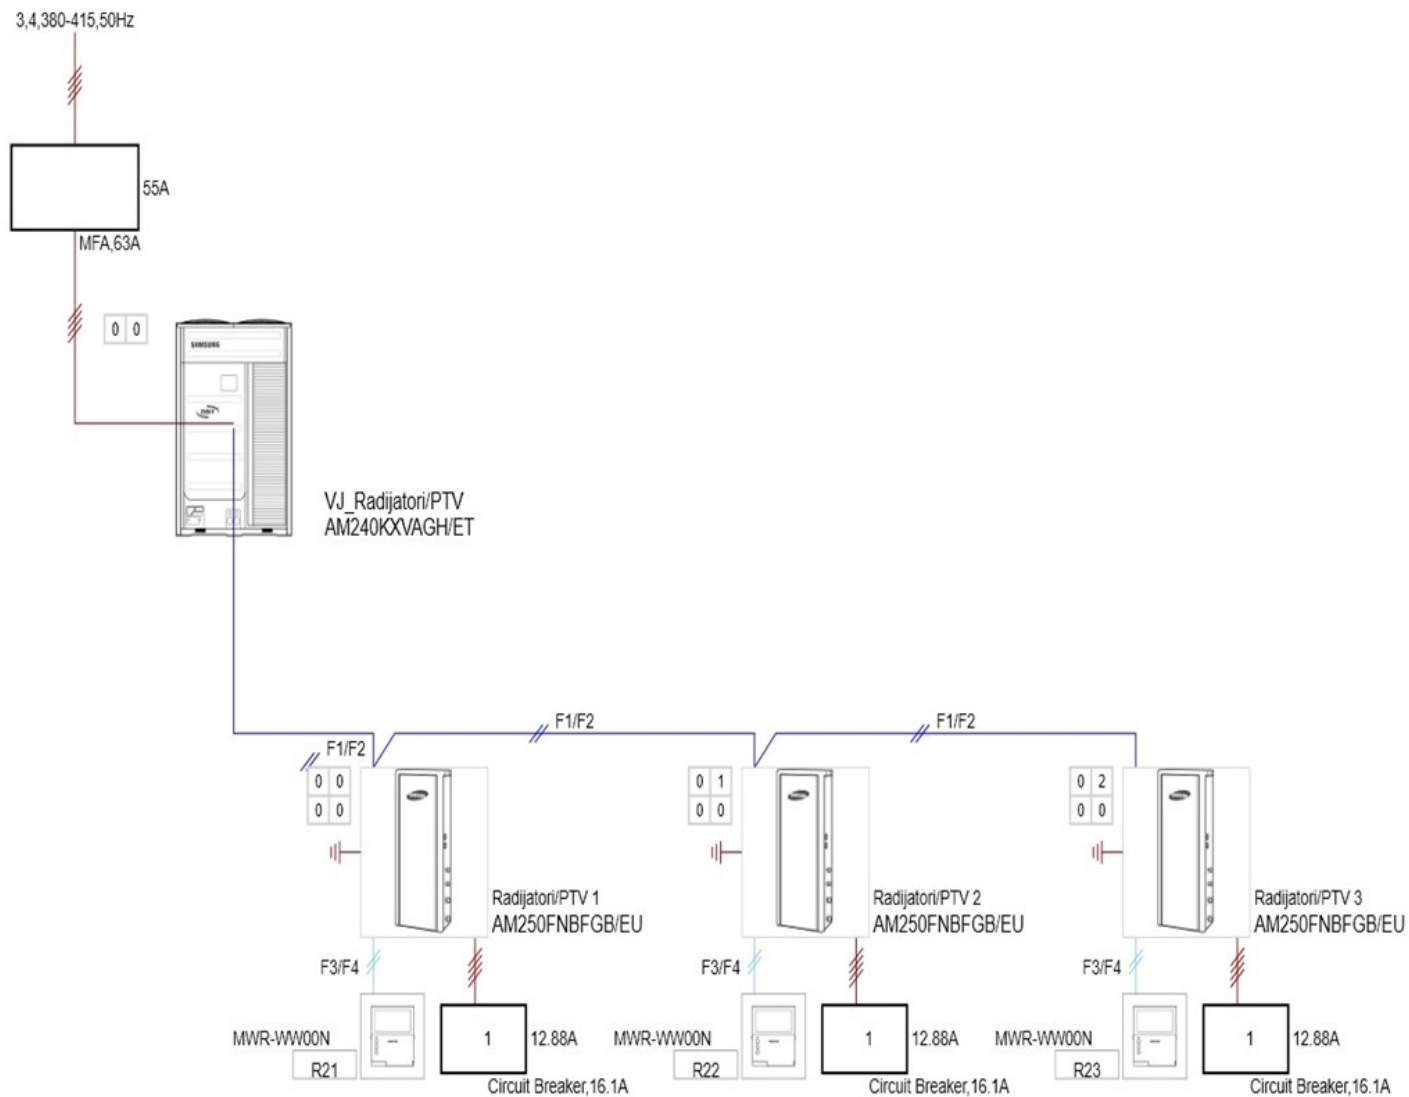 3,4,380-415,50Hz
55A
MFA,63A
0 0
SAMSUNG
VJ_Radijatori/PTV
AM240KXVAGH/ET
F1/F2
F1/F2
F1/F2
0 0
0 0
0 1
0 0
0 2
0 0
Radijatori/PTV 1
AM250FNBFGB/EU
Radijatori/PTV 2
AM250FNBFGB/EU
Radijatori/PTV 3
AM250FNBFGB/EU
F3/F4
F3/F4
F3/F4
MWR-WW00N
R21
1
12.88A
Circuit Breaker,16.1A
MWR-WW00N
R22
1
12.88A
Circuit Breaker,16.1A
MWR-WW00N
R23
1
12.88A
Circuit Breaker,16.1A